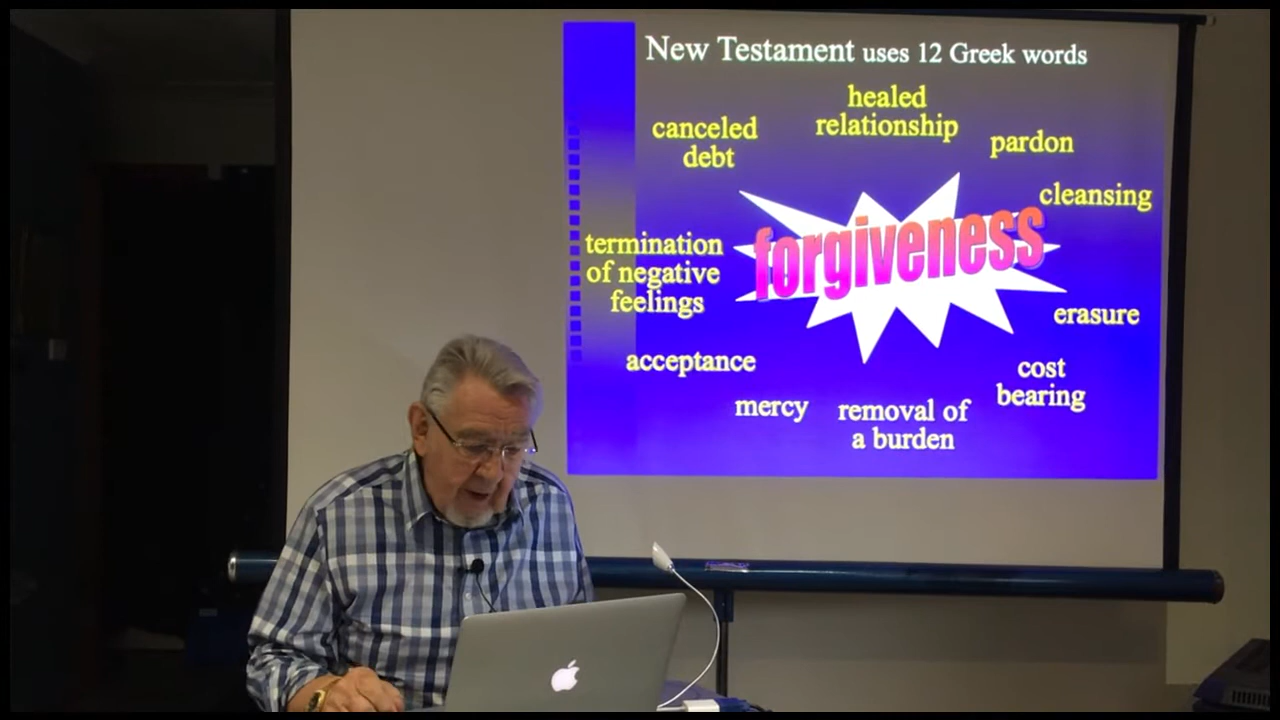 New Testament uses 12 Greek words
healed
relationship
canceled
debt
pardon
cleansing
forgiveness
termination
of negative
feelings
erasure
acceptance
cost
bearing
mercy
removal of
a burden